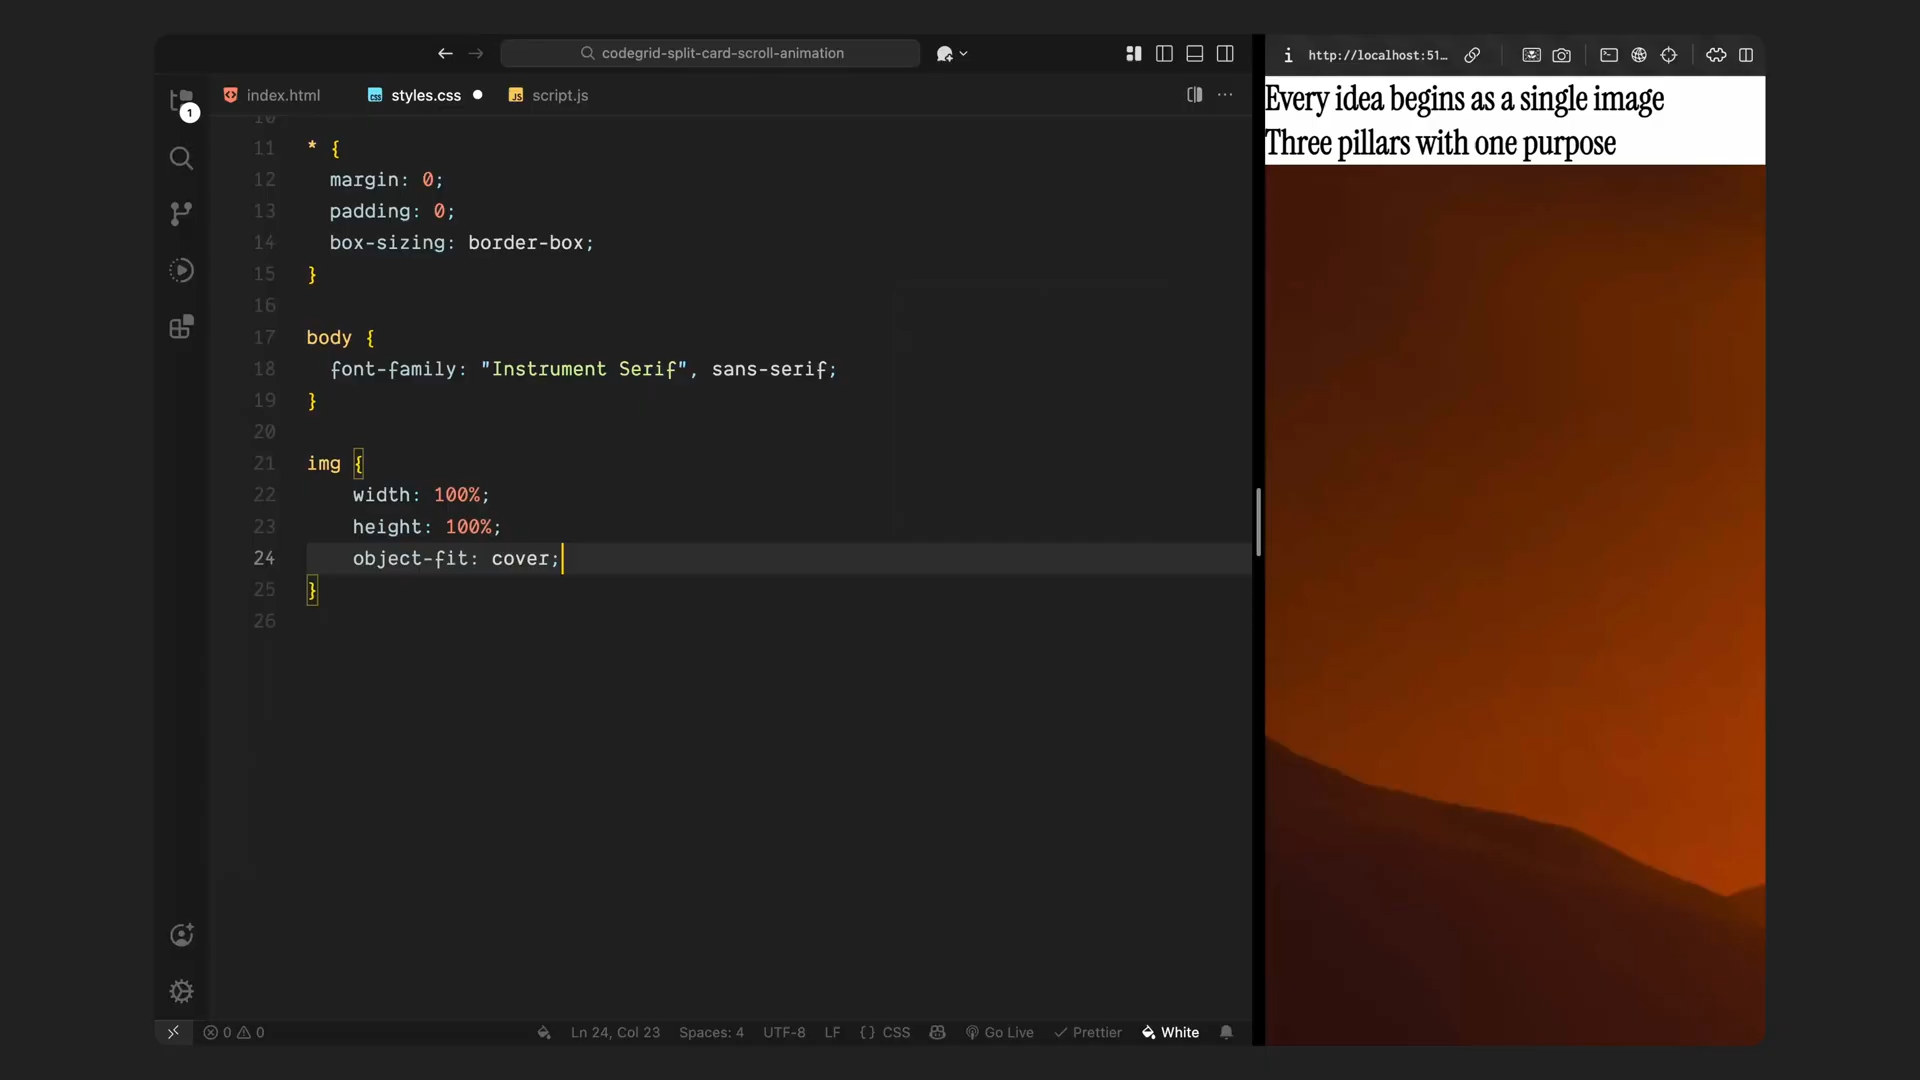 codegrid-split-card-scroll-animation
http://localhost:51…
index.html
styles.css
script.js
1
10
11 * {
12 margin: 0;
13 padding: 0;
14 box-sizing: border-box;
15 }
16
17 body {
18 font-family: "Instrument Serif", sans-serif;
19 }
20
21 img {
22 width: 100%;
23 height: 100%;
24 object-fit: cover;
25 }
26
Every idea begins as a single image
Three pillars with one purpose
0 0 Ln 24, Col 23 Spaces: 4 UTF-8 LF {} CSS Go Live Prettier White